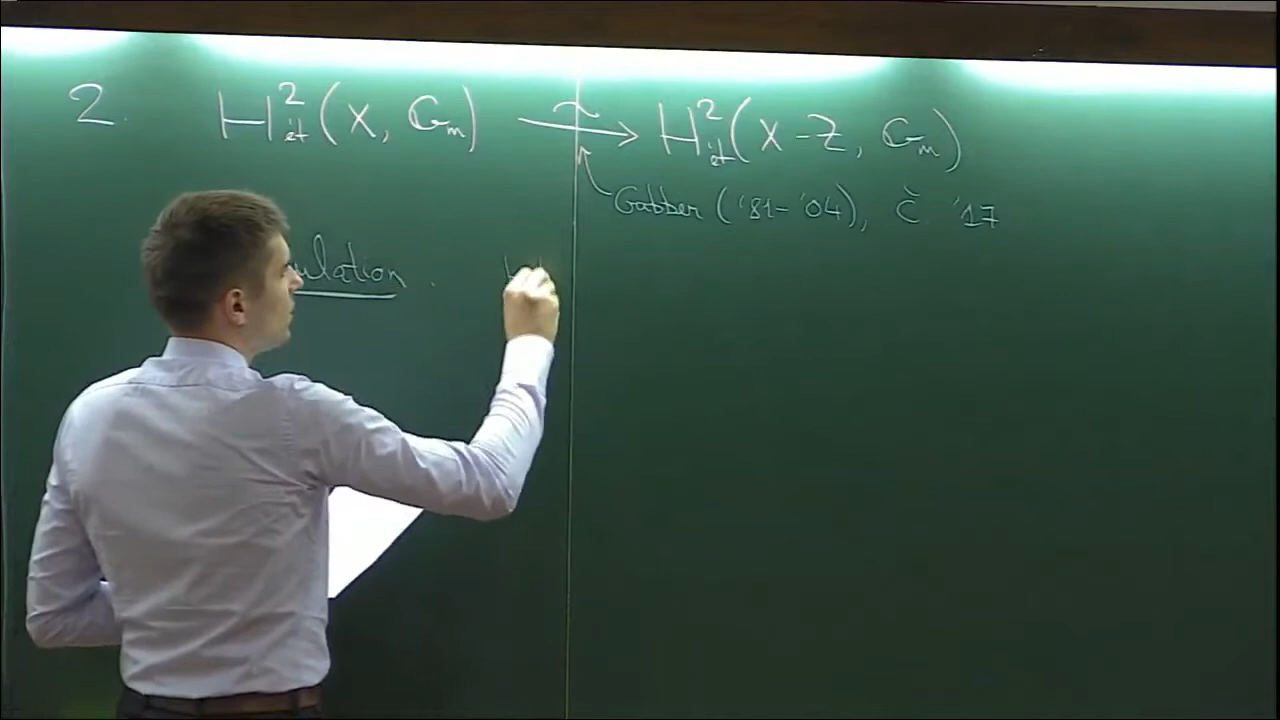 2. H²ét(X, Gm) ⥲ H²ét(X-Z, Gm)
Gabber ('81-'04), Č. '17
ulation.